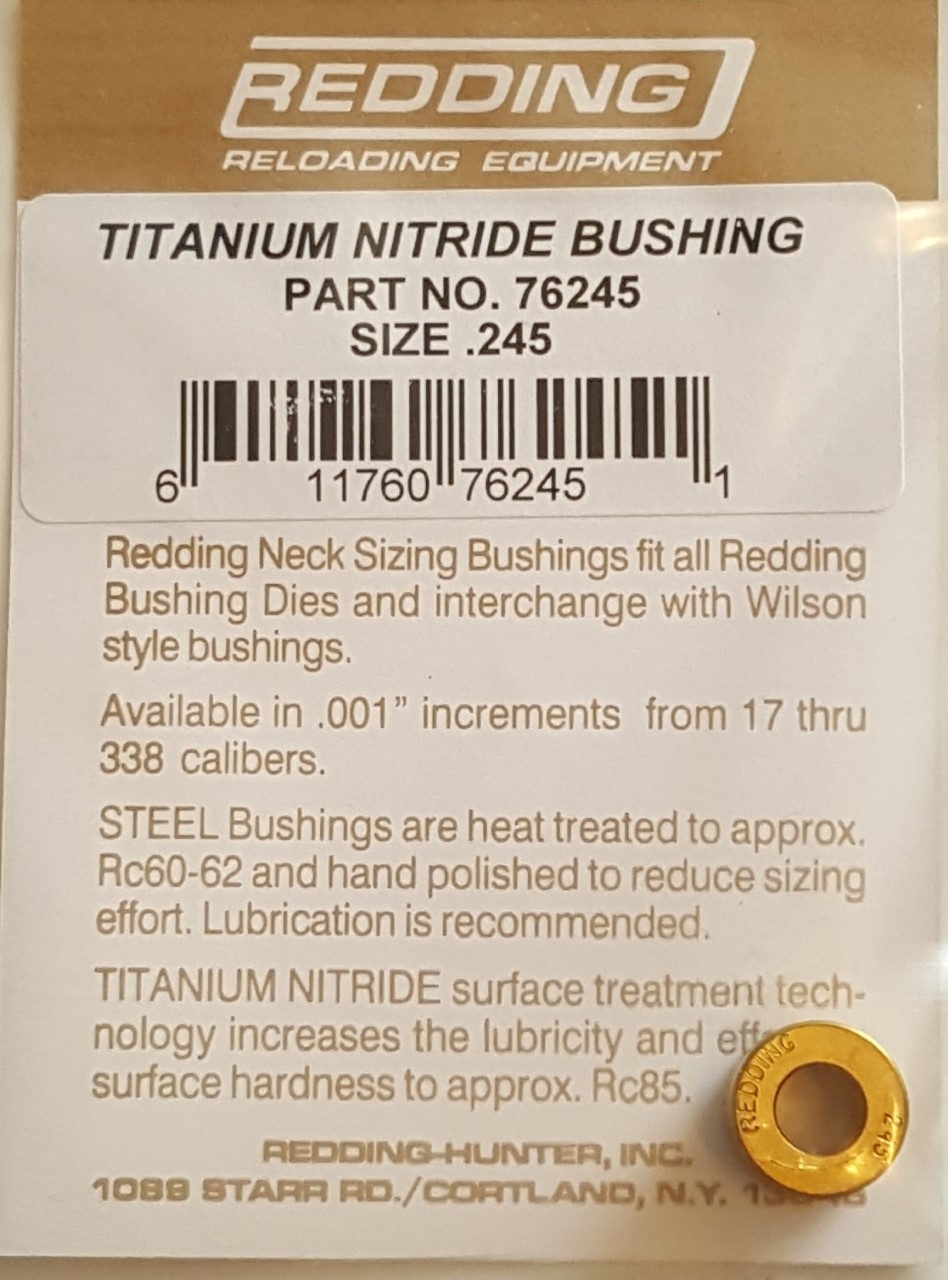 REDDING
RELOADING EQUIPMENT
TITANIUM NITRIDE BUSHING
PART NO. 76245
SIZE .245
6 11760 76245 1
Redding Neck Sizing Bushings fit all Redding
Bushing Dies and interchange with Wilson
style bushings.
Available in .001” increments from 17 thru
338 calibers.
STEEL Bushings are heat treated to approx.
Rc60-62 and hand polished to reduce sizing
effort. Lubrication is recommended.
TITANIUM NITRIDE surface treatment tech-
nology increases the lubricity and
surface hardness to approx. Rc85.
REDDING
245
REDDING-HUNTER, INC.
1089 STARR RD./CORTLAND, N.Y.